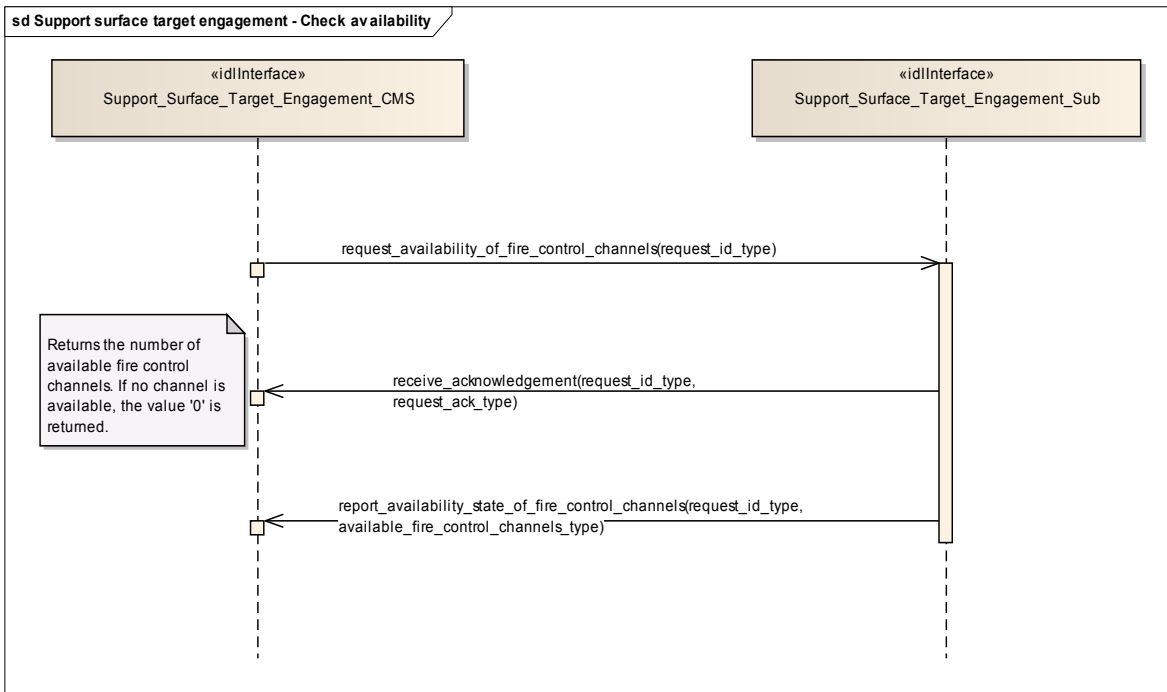 sd Support surface target engagement - Check availability
«idlInterface»
Support_Surface_Target_Engagement_CMS
«idlInterface»
Support_Surface_Target_Engagement_Sub
request_availability_of_fire_control_channels(request_id_type)
Returns the number of
available fire control
channels. If no channel is
available, the value '0' is
returned.
receive_acknowledgement(request_id_type,
request_ack_type)
report_availability_state_of_fire_control_channels(request_id_type,
available_fire_control_channels_type)